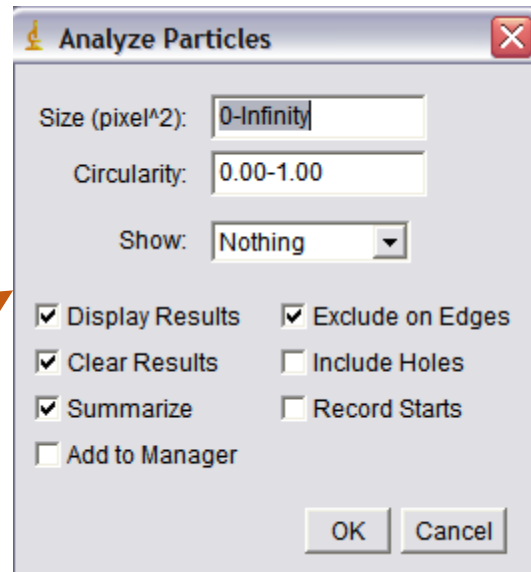 Analyze Particles
Size (pixel^2): 0-Infinity
Circularity: 0.00-1.00
Show: Nothing
Display Results Exclude on Edges
Clear Results Include Holes
Summarize Record Starts
Add to Manager
OK Cancel